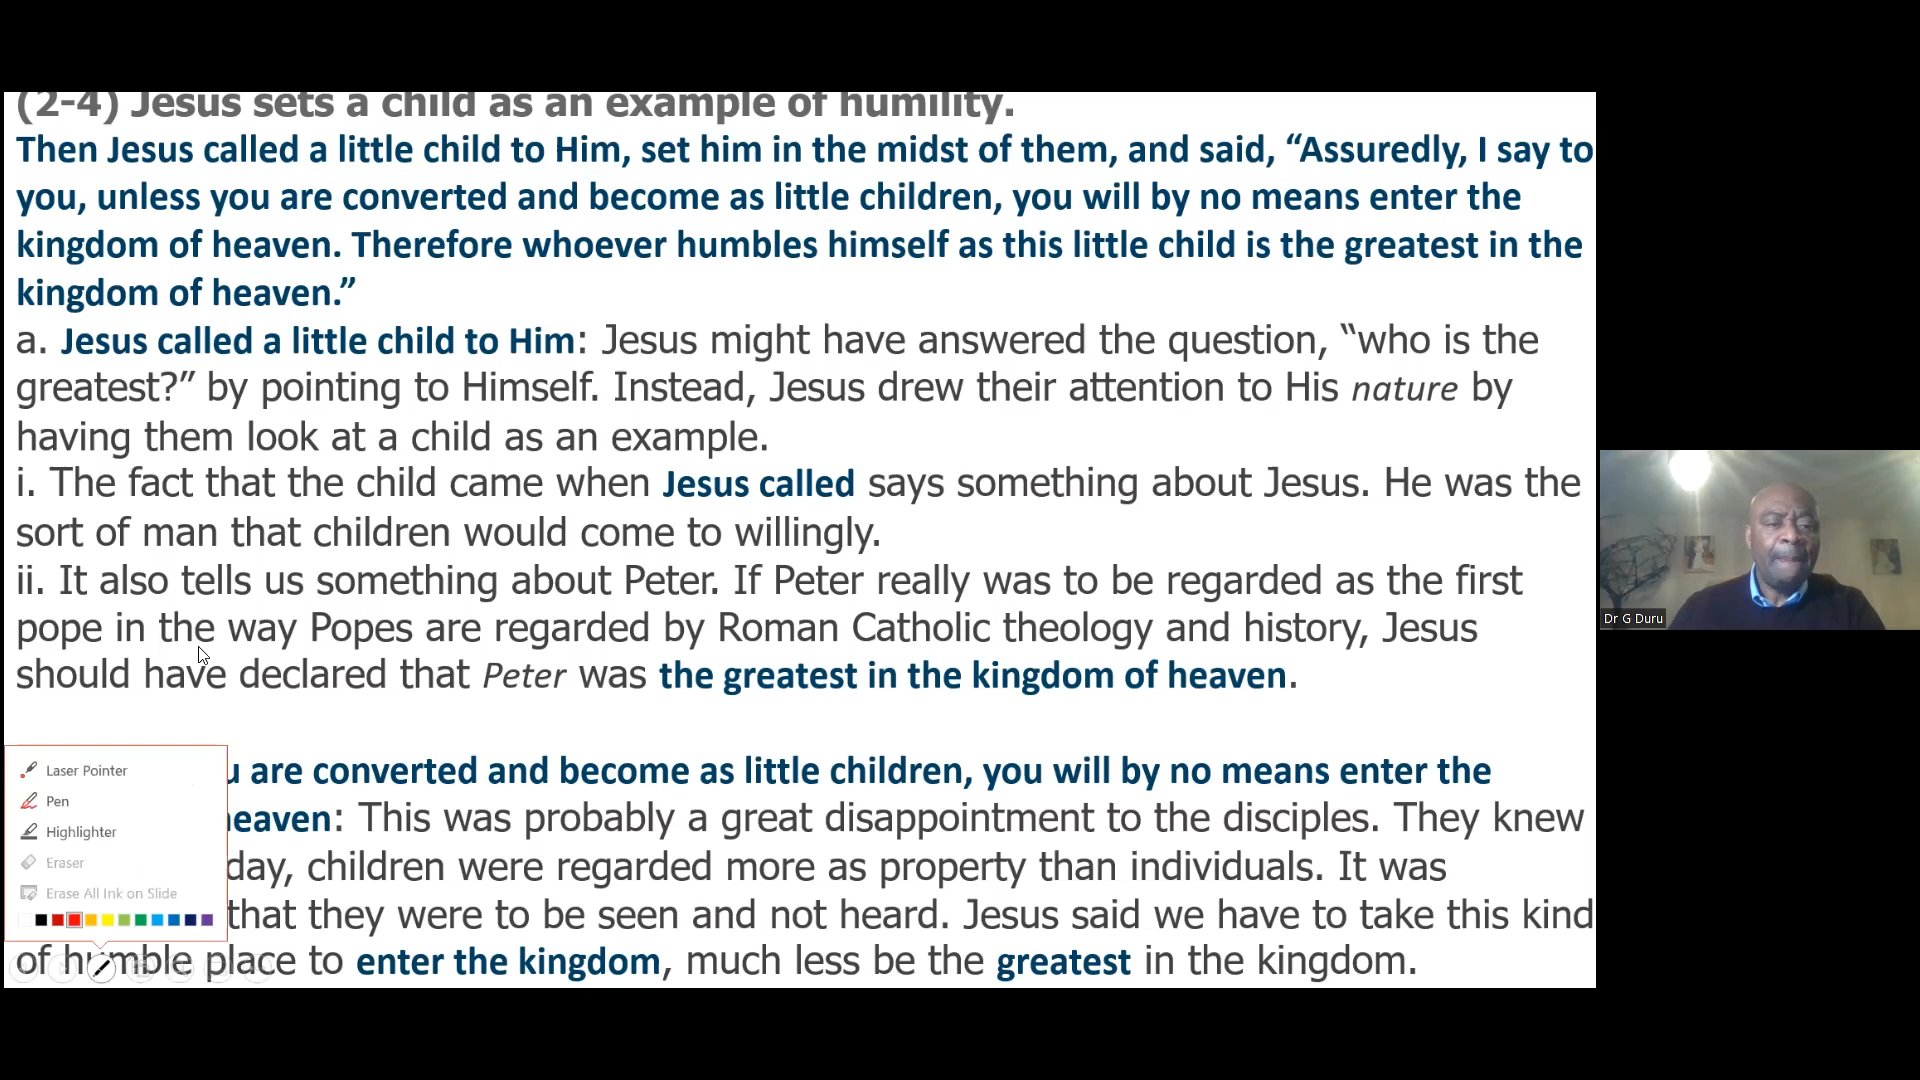 (2-4) Jesus sets a child as an example of humility.
Then Jesus called a little child to Him, set him in the midst of them, and said, “Assuredly, I say to
you, unless you are converted and become as little children, you will by no means enter the
kingdom of heaven. Therefore whoever humbles himself as this little child is the greatest in the
kingdom of heaven.”
a. Jesus called a little child to Him: Jesus might have answered the question, “who is the
greatest?” by pointing to Himself. Instead, Jesus drew their attention to His nature by
having them look at a child as an example.
i. The fact that the child came when Jesus called says something about Jesus. He was the
sort of man that children would come to willingly.
ii. It also tells us something about Peter. If Peter really was to be regarded as the first
pope in the way Popes are regarded by Roman Catholic theology and history, Jesus
should have declared that Peter was the greatest in the kingdom of heaven.
are converted and become as little children, you will by no means enter the
heaven: This was probably a great disappointment to the disciples. They knew
day, children were regarded more as property than individuals. It was
that they were to be seen and not heard. Jesus said we have to take this kind
of humble place to enter the kingdom, much less be the greatest in the kingdom.
Laser Pointer
Pen
Highlighter
Eraser
Erase All Ink on Slide
Dr G Duru